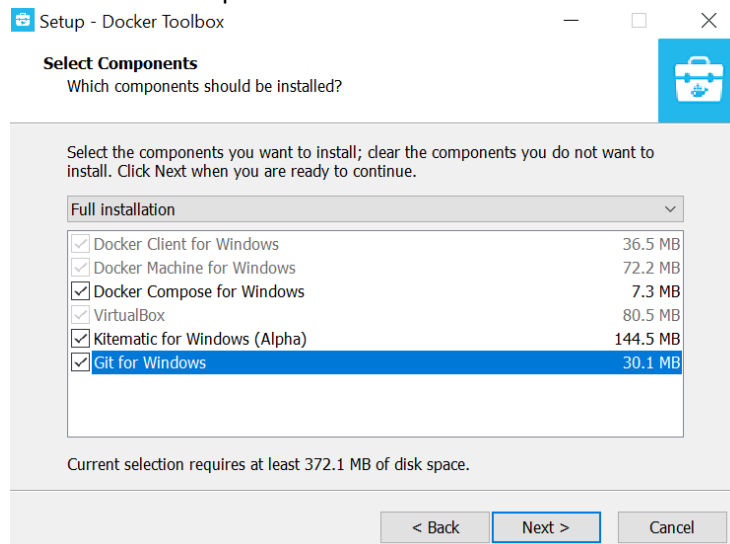 Setup - Docker Toolbox
Select Components
Which components should be installed?
Select the components you want to install; clear the components you do not want to
install. Click Next when you are ready to continue.
Full installation
Docker Client for Windows 36.5 MB
Docker Machine for Windows 72.2 MB
Docker Compose for Windows 7.3 MB
VirtualBox 80.5 MB
Kitematic for Windows (Alpha) 144.5 MB
Git for Windows 30.1 MB
Current selection requires at least 372.1 MB of disk space.
< Back Next > Cancel